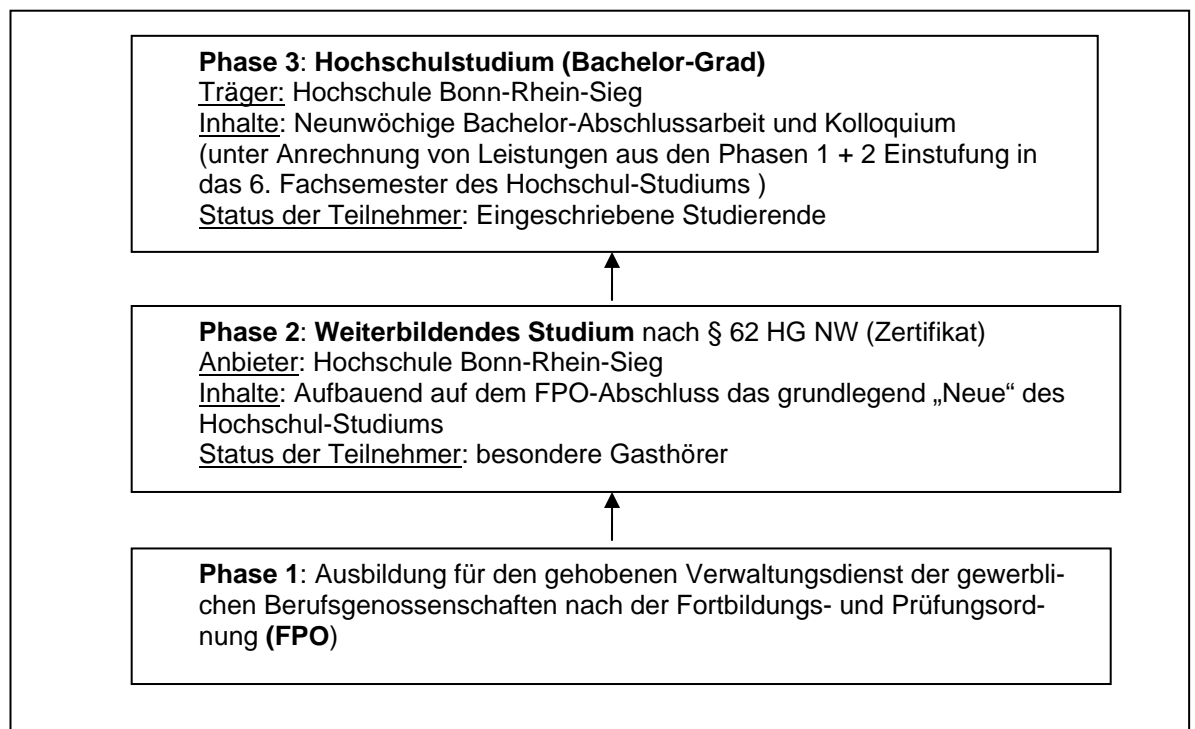 Phase 3: Hochschulstudium (Bachelor-Grad)
Träger: Hochschule Bonn-Rhein-Sieg
Inhalte: Neunwöchige Bachelor-Abschlussarbeit und Kolloquium
(unter Anrechnung von Leistungen aus den Phasen 1 + 2 Einstufung in
das 6. Fachsemester des Hochschul-Studiums )
Status der Teilnehmer: Eingeschriebene Studierende
Phase 2: Weiterbildendes Studium nach § 62 HG NW (Zertifikat)
Anbieter: Hochschule Bonn-Rhein-Sieg
Inhalte: Aufbauend auf dem FPO-Abschluss das grundlegend „Neue“ des
Hochschul-Studiums
Status der Teilnehmer: besondere Gasthörer
Phase 1: Ausbildung für den gehobenen Verwaltungsdienst der gewerbli-
chen Berufsgenossenschaften nach der Fortbildungs- und Prüfungsord-
nung (FPO)